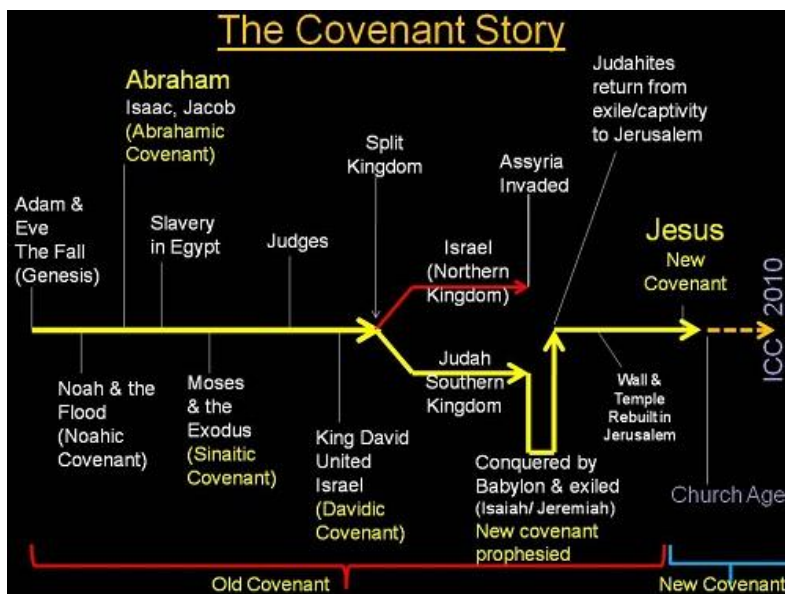 The Covenant Story
Abraham
Isaac, Jacob
(Abrahamic
Covenant)
Adam &
Eve
The Fall
(Genesis)
Slavery
in Egypt
Judges
Split
Kingdom
Assyria
Invaded
Judahites
return from
exile/captivity
to Jerusalem
Israel
(Northern
Kingdom)
Jesus
New
Covenant
ICC 2010
Noah & the
Flood
(Noahic
Covenant)
Moses
& the
Exodus
(Sinaitic
Covenant)
King David
United
Israel
(Davidic
Covenant)
Judah
Southern
Kingdom
Conquered by
Babylon & exiled
(Isaiah/ Jeremiah)
New covenant
prophesied
Wall &
Temple
Rebuilt in
Jerusalem
Church Age
Old Covenant
New Covenant